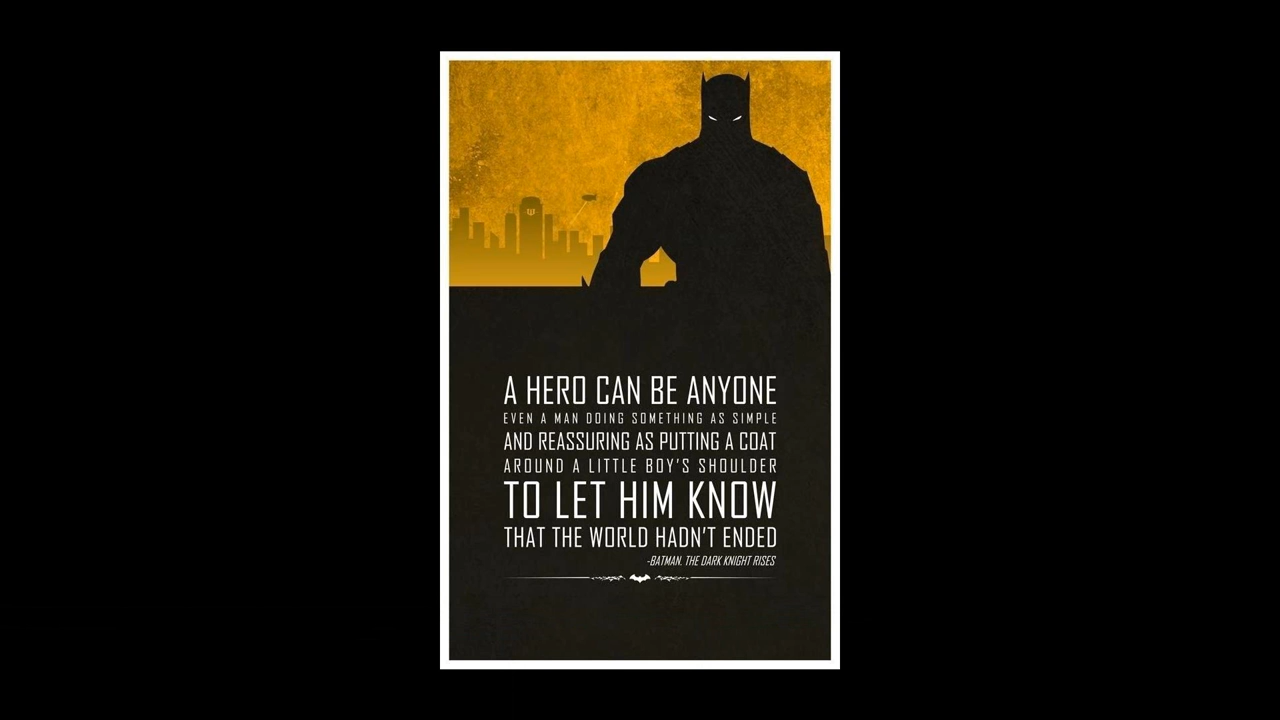 A HERO CAN BE ANYONE
EVEN A MAN DOING SOMETHING AS SIMPLE
AND REASSURING AS PUTTING A COAT
AROUND A LITTLE BOY'S SHOULDER
TO LET HIM KNOW
THAT THE WORLD HADN'T ENDED
-BATMAN. THE DARK KNIGHT RISES